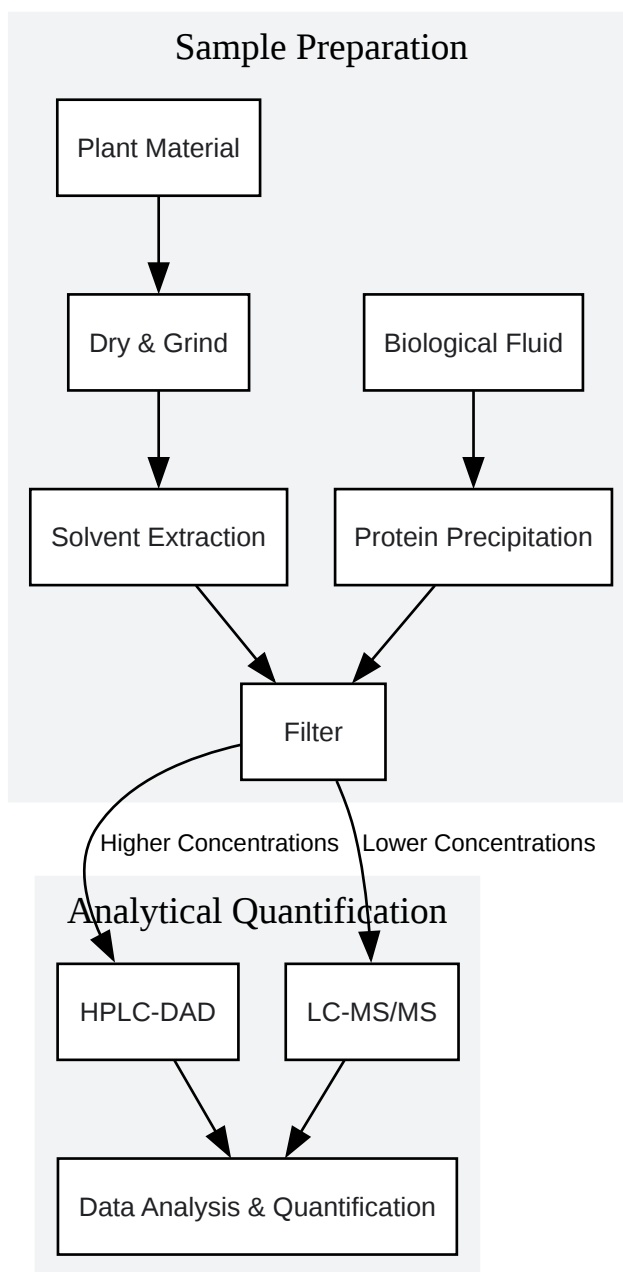 Sample Preparation
Plant Material
Dry & Grind
Biological Fluid
Solvent Extraction
Protein Precipitation
Filter
Higher Concentrations
Lower Concentrations
Analytical Quantification
HPLC-DAD
LC-MS/MS
Data Analysis & Quantification